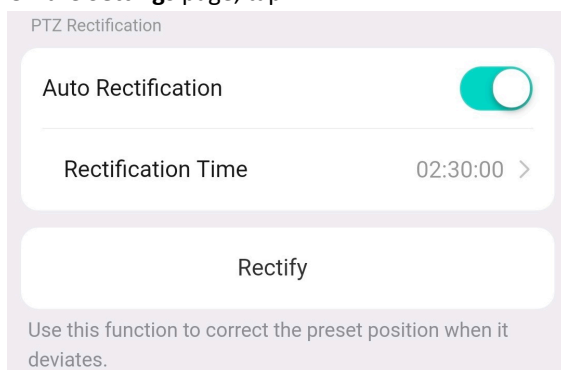 PTZ Rectification
Auto Rectification
Rectification Time 02:30:00
Rectify
Use this function to correct the preset position when it
deviates.